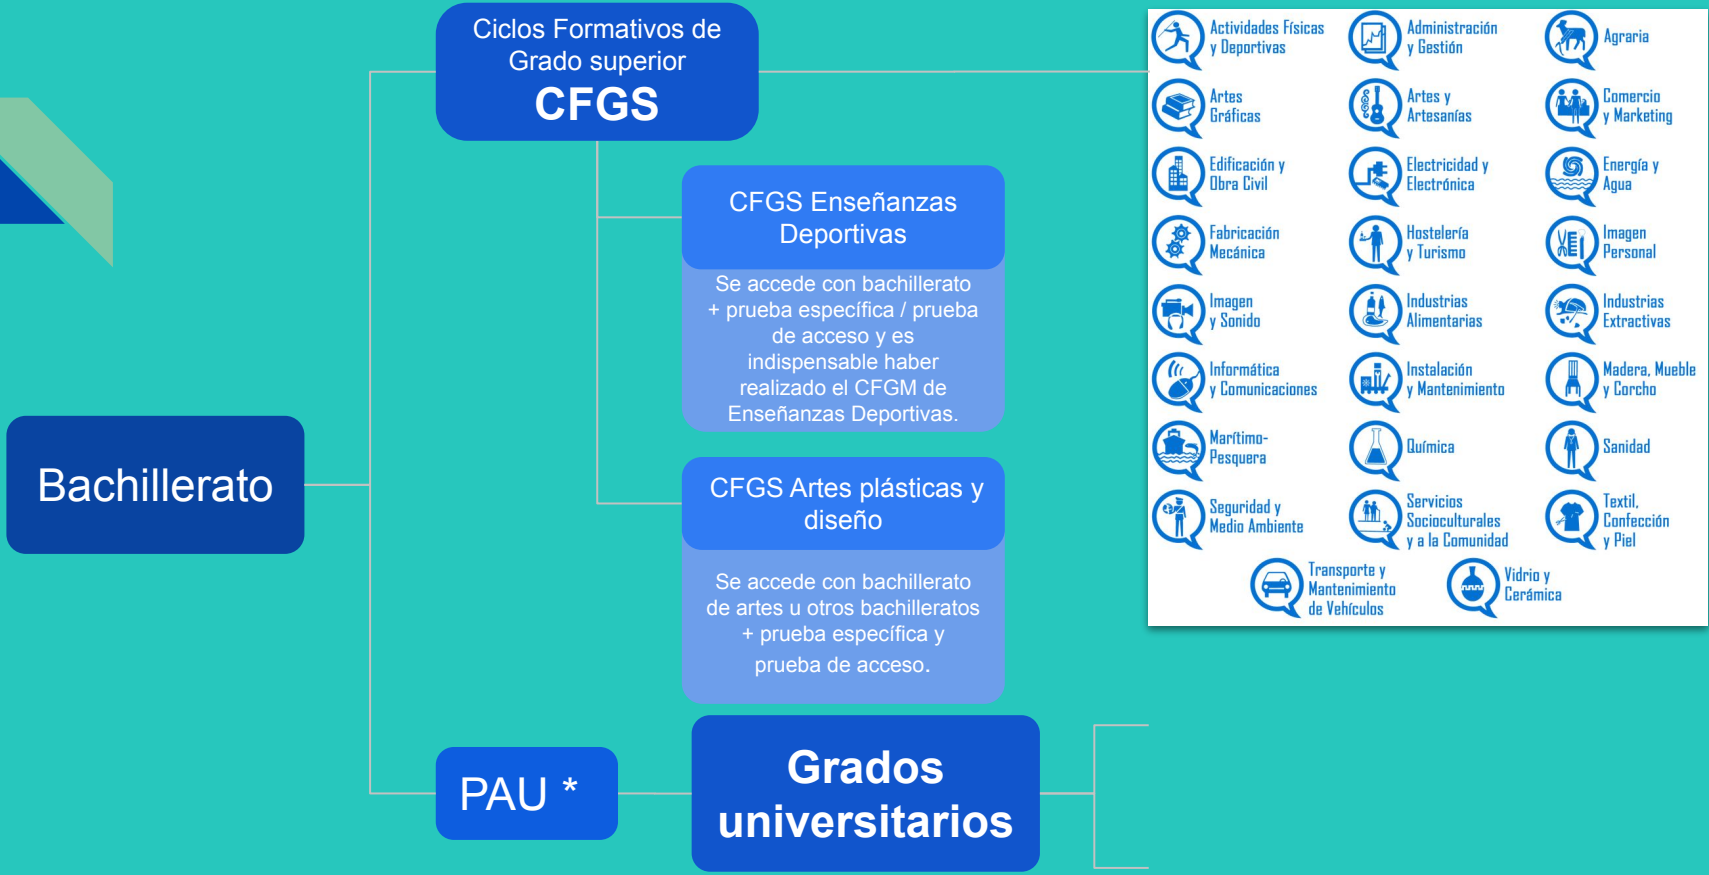 Ciclos Formativos de
Grado superior
CFGS
CFGS Enseñanzas
Deportivas
Se accede con bachillerato
+ prueba específica / prueba
de acceso y es
indispensable haber
realizado el CFGM de
Enseñanzas Deportivas.
Bachillerato
CFGS Artes plásticas y
diseño
Se accede con bachillerato
de artes u otros bachilleratos
+ prueba específica y
prueba de acceso.
PAU *
Grados
universitarios
Actividades Físicas
y Deportivas
Administración
y Gestión
Agraria
Artes
Gráficas
Artes y
Artesanías
Comercio
y Marketing
Edificación y
Obra Civil
Electricidad y
Electrónica
Energía y
Agua
Fabricación
Mecánica
Hostelería
y Turismo
Imagen
Personal
Imagen
y Sonido
Industrias
Alimentarias
Industrias
Extractivas
Informática
y Comunicaciones
Instalación
y Mantenimiento
Madera, Mueble
y Corcho
Marítimo-
Pesquera
Química
Sanidad
Seguridad y
Medio Ambiente
Servicios
Socioculturales
y a la Comunidad
Textil,
Confección
y Piel
Transporte y
Mantenimiento
de Vehículos
Vidrio y
Cerámica